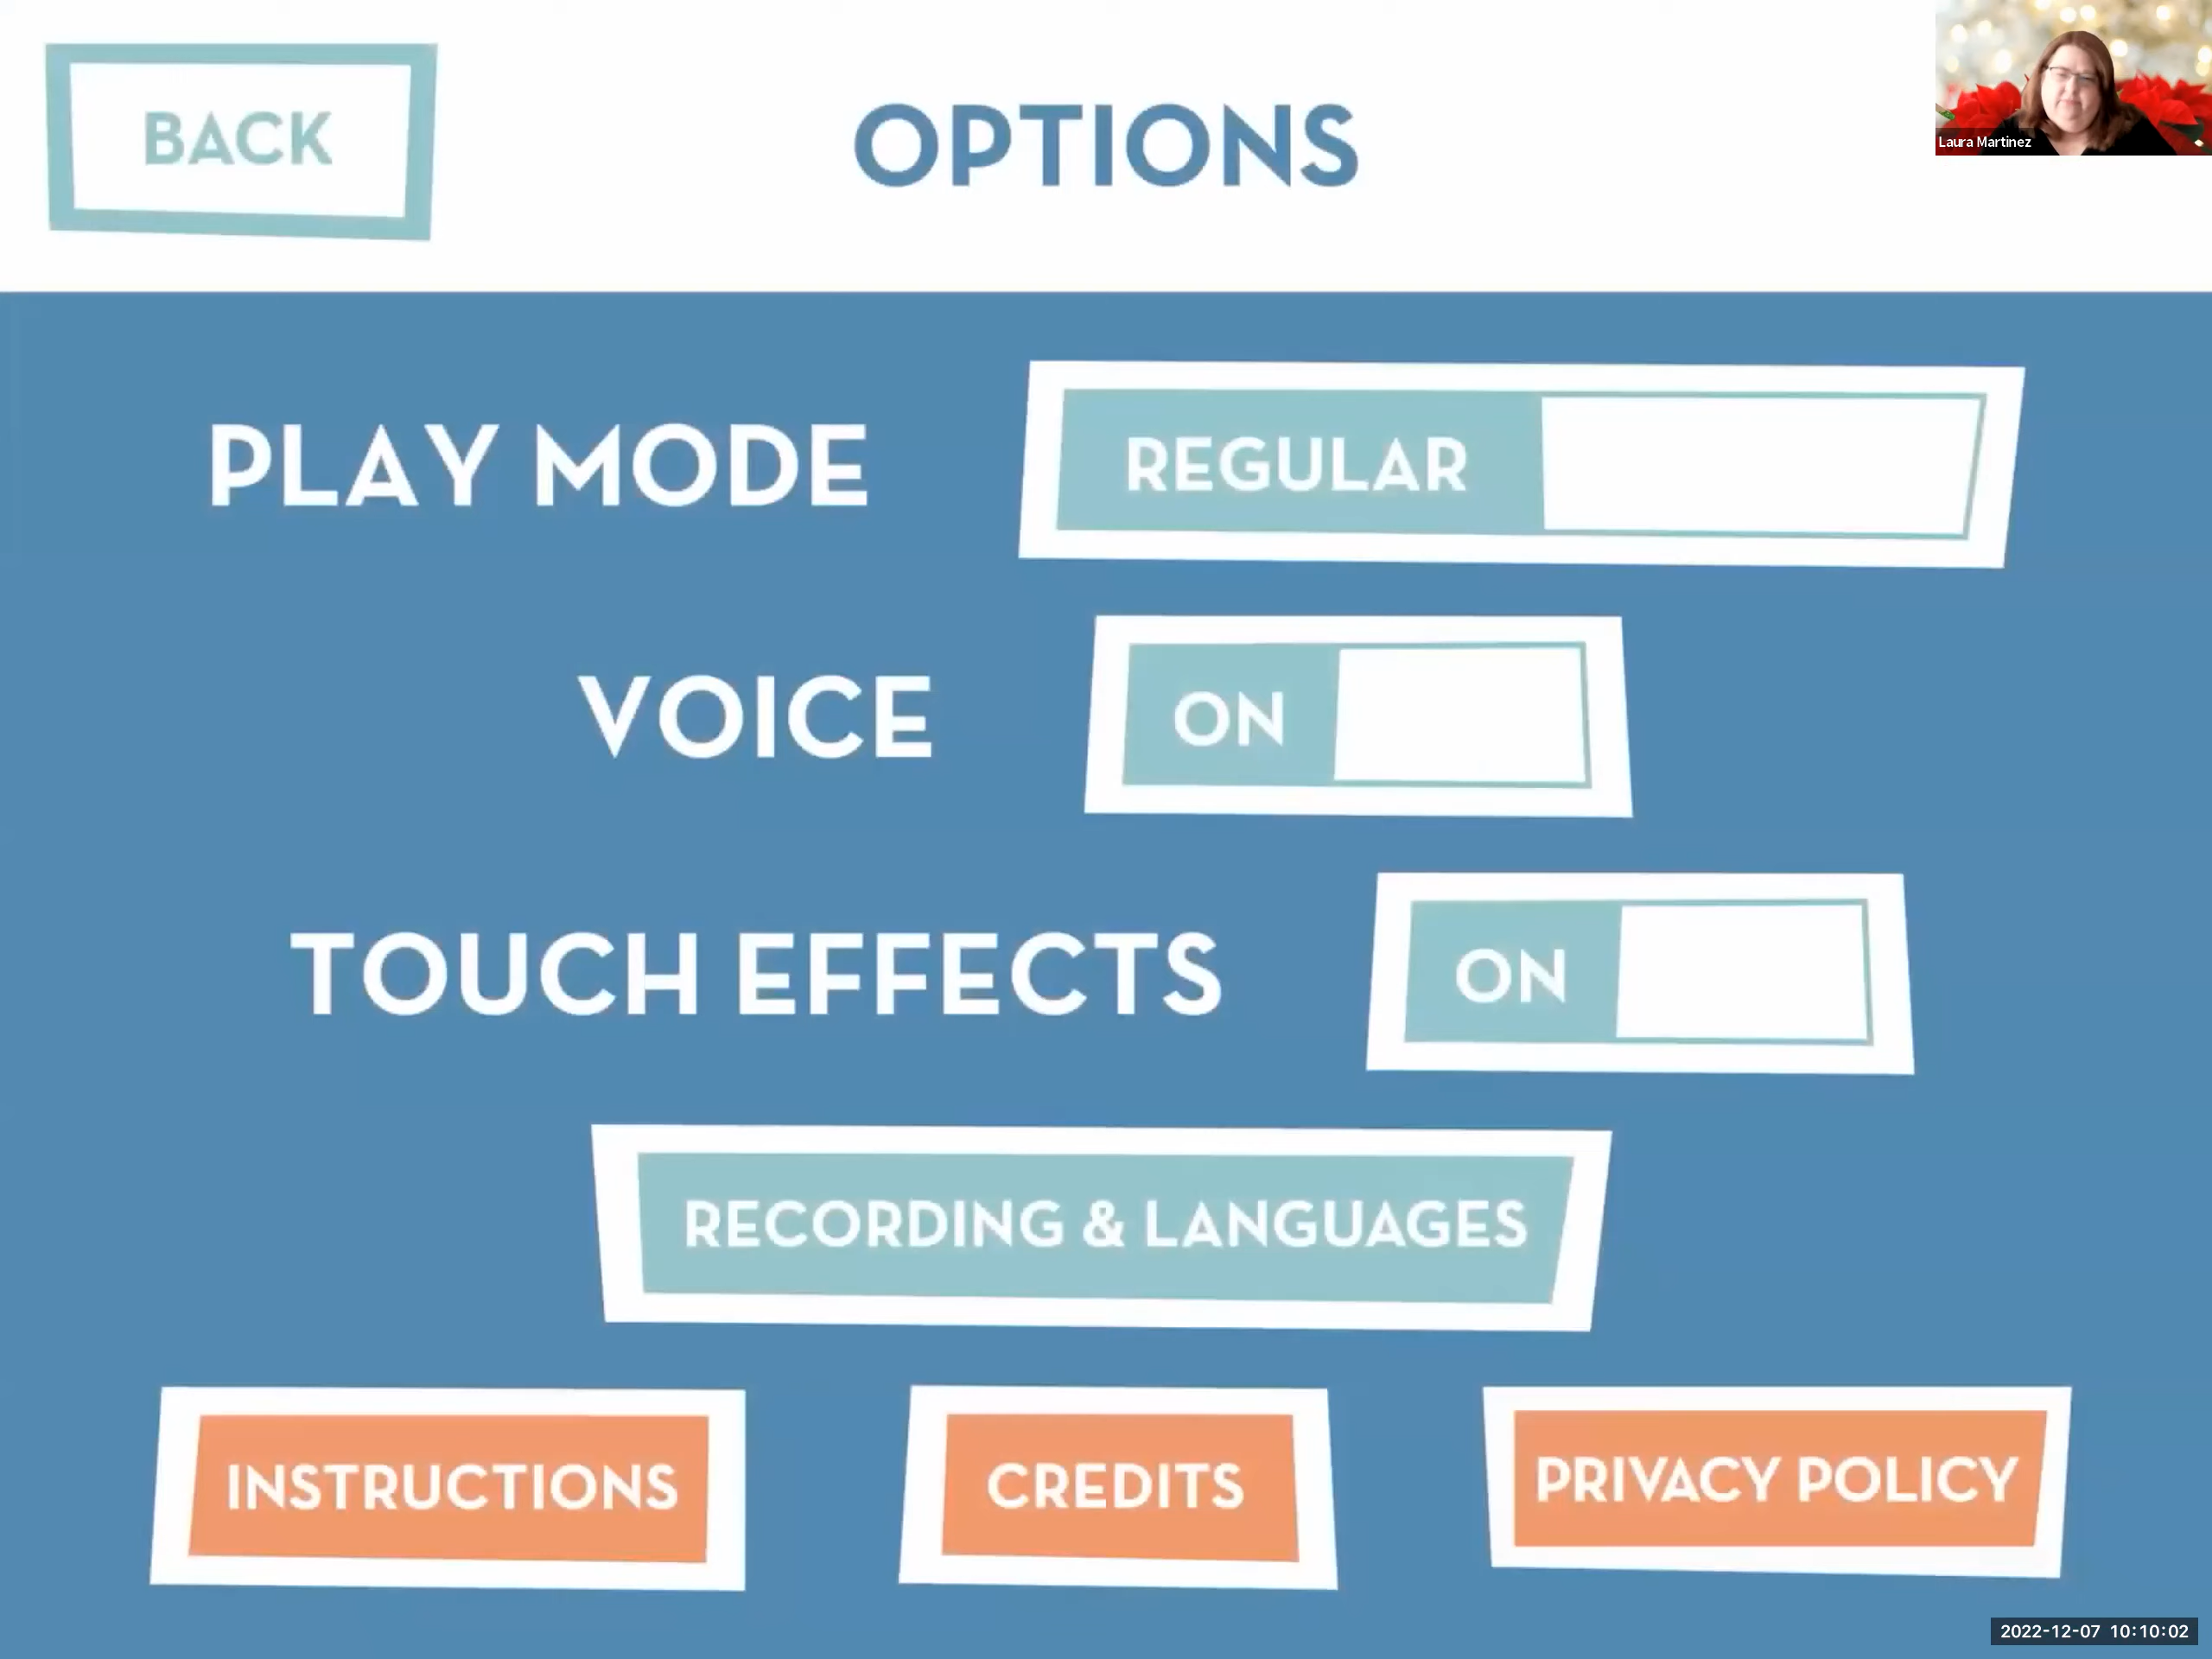 BACK
OPTIONS
Laura Martinez
PLAY MODE
REGULAR
VOICE
ON
TOUCH EFFECTS
ON
RECORDING & LANGUAGES
INSTRUCTIONS
CREDITS
PRIVACY POLICY
2022-12-07 10:10:02